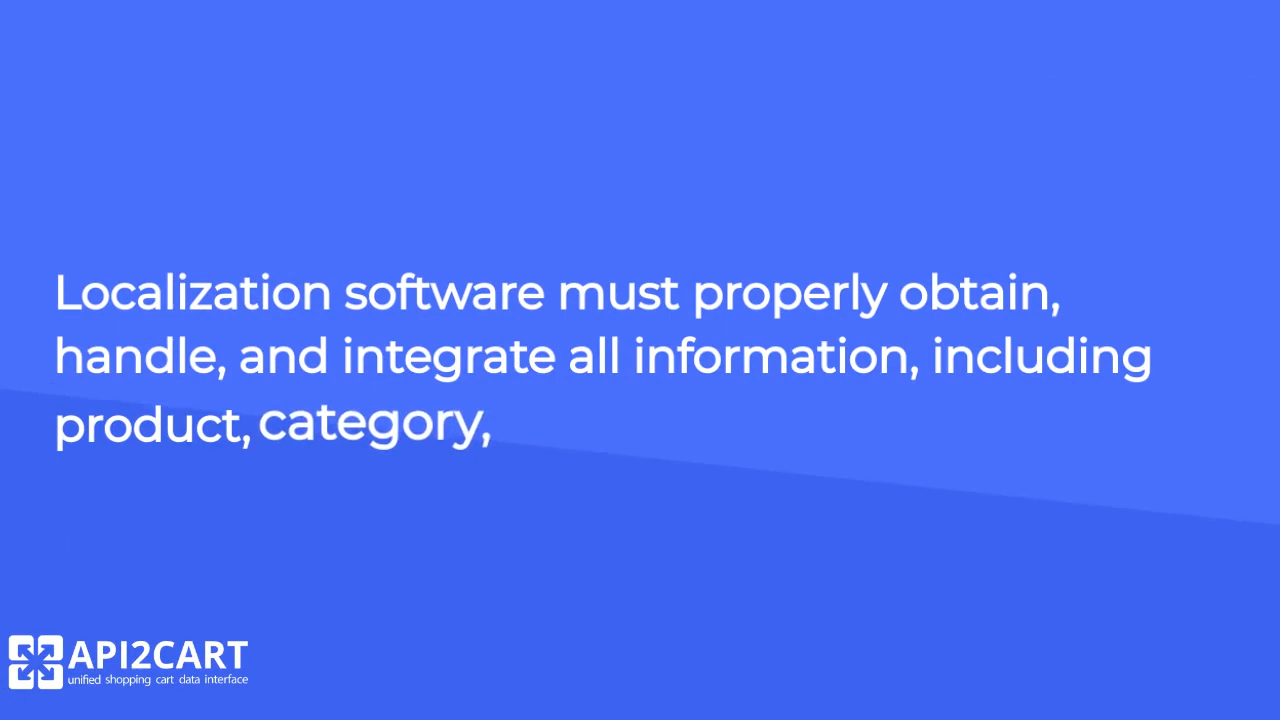 Localization software must properly obtain,
handle, and integrate all information, including
product, category,
API2CART
unified shopping cart data interface